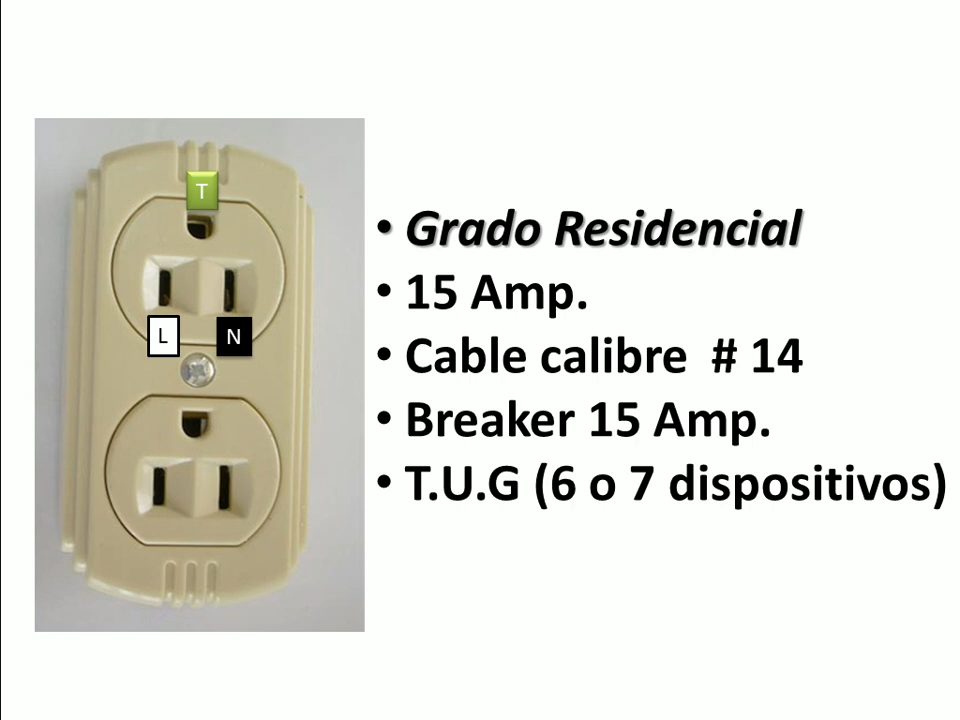 T
L
N
• Grado Residencial
• 15 Amp.
• Cable calibre # 14
• Breaker 15 Amp.
• T.U.G (6 o 7 dispositivos)